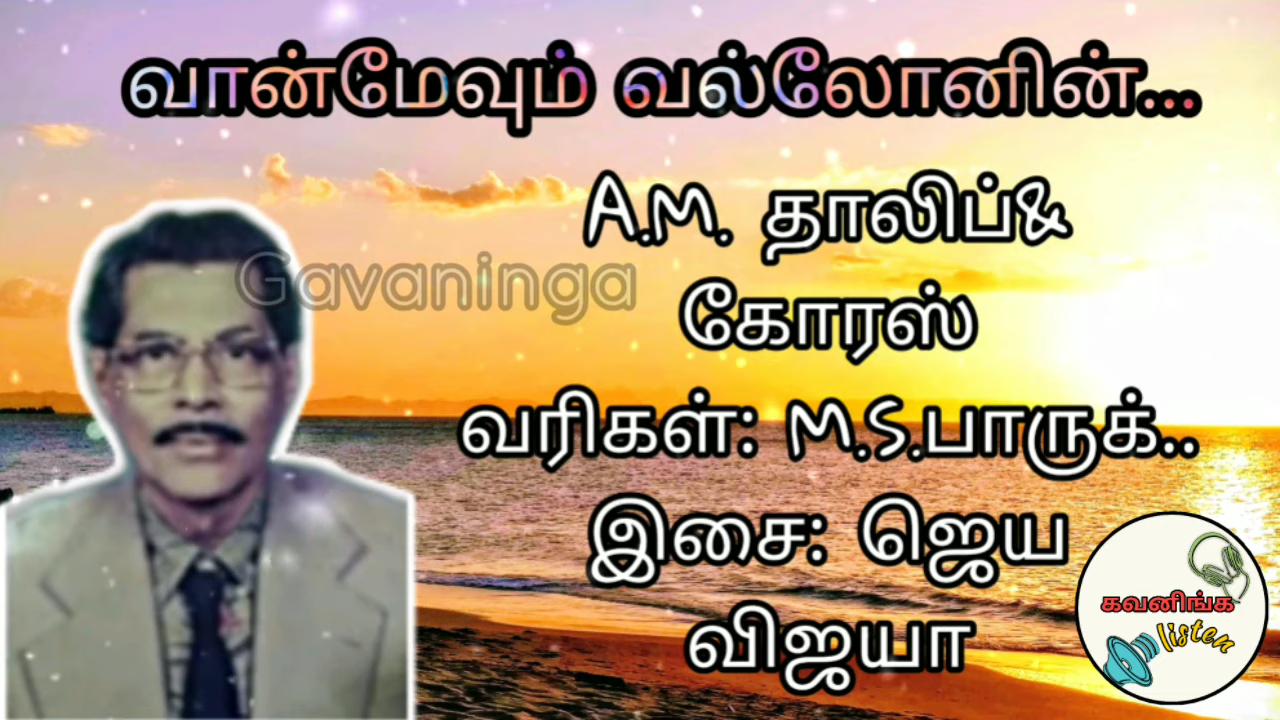 வான்மேவும் வல்லோனின்...
A.M. தாலிப்&
Gavaninga
கோரஸ்
வரிகள்: M.S.பாருக்..
இசை: ஜெய
விஜயா
கவனிங்க
listen